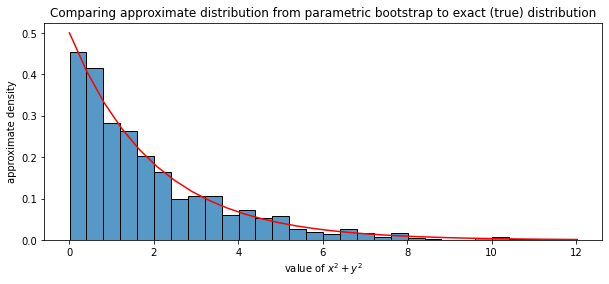 Comparing approximate distribution from parametric bootstrap to exact (true) distribution
approximate density
0.5
0.4
0.3
0.2
0.1
0.0
0 2 4 6 8 10 12
value of x² + y²